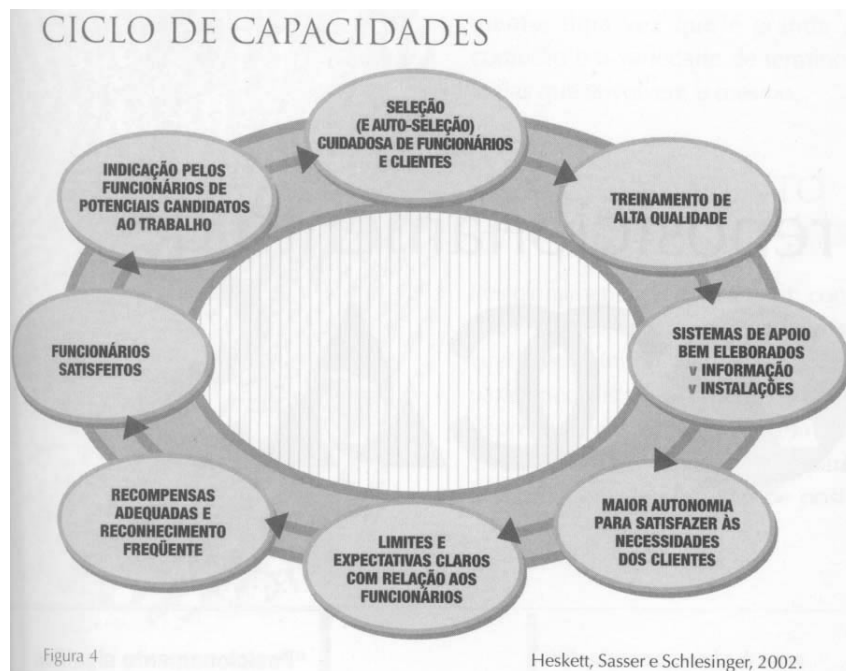 CICLO DE CAPACIDADES
SELEÇÃO
(E AUTO-SELEÇÃO)
CUIDADOSA DE FUNCIONÁRIOS
E CLIENTES
TREINAMENTO DE
ALTA QUALIDADE
SISTEMAS DE APOIO
BEM ELEBORADOS
v INFORMAÇÃO
v INSTALAÇÕES
MAIOR AUTONOMIA
PARA SATISFAZER ÀS
NECESSIDADES
DOS CLIENTES
LIMITES E
EXPECTATIVAS CLAROS
COM RELAÇÃO AOS
FUNCIONÁRIOS
RECOMPENSAS
ADEQUADAS E
RECONHECIMENTO
FREQÜENTE
FUNCIONÁRIOS
SATISFEITOS
INDICAÇÃO PELOS
FUNCIONÁRIOS DE
POTENCIAIS CANDIDATOS
AO TRABALHO
Figura 4
Heskett, Sasser e Schlesinger, 2002.